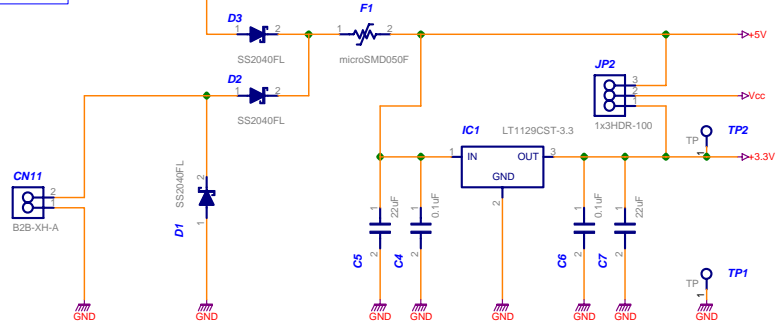 F1
D3
1 2
1 2
+5V
SS2040FL
microSMD050F
JP2
D2
3
1 2
2
Vcc
1
SS2040FL
1x3HDR-100
TP2
IC1
LT1129CST-3.3
TP
1
1 IN OUT 3
+3.3V
GND
CN11
2
1
B2B-XH-A
SS2040FL
2
1
D1
2
1
22uF
2
C5
1
0.1uF
2
C4
1
0.1uF
2
C6
1
22uF
2
C7
TP1
TP
1
GND
GND
GND
GND
GND
GND
GND
GND